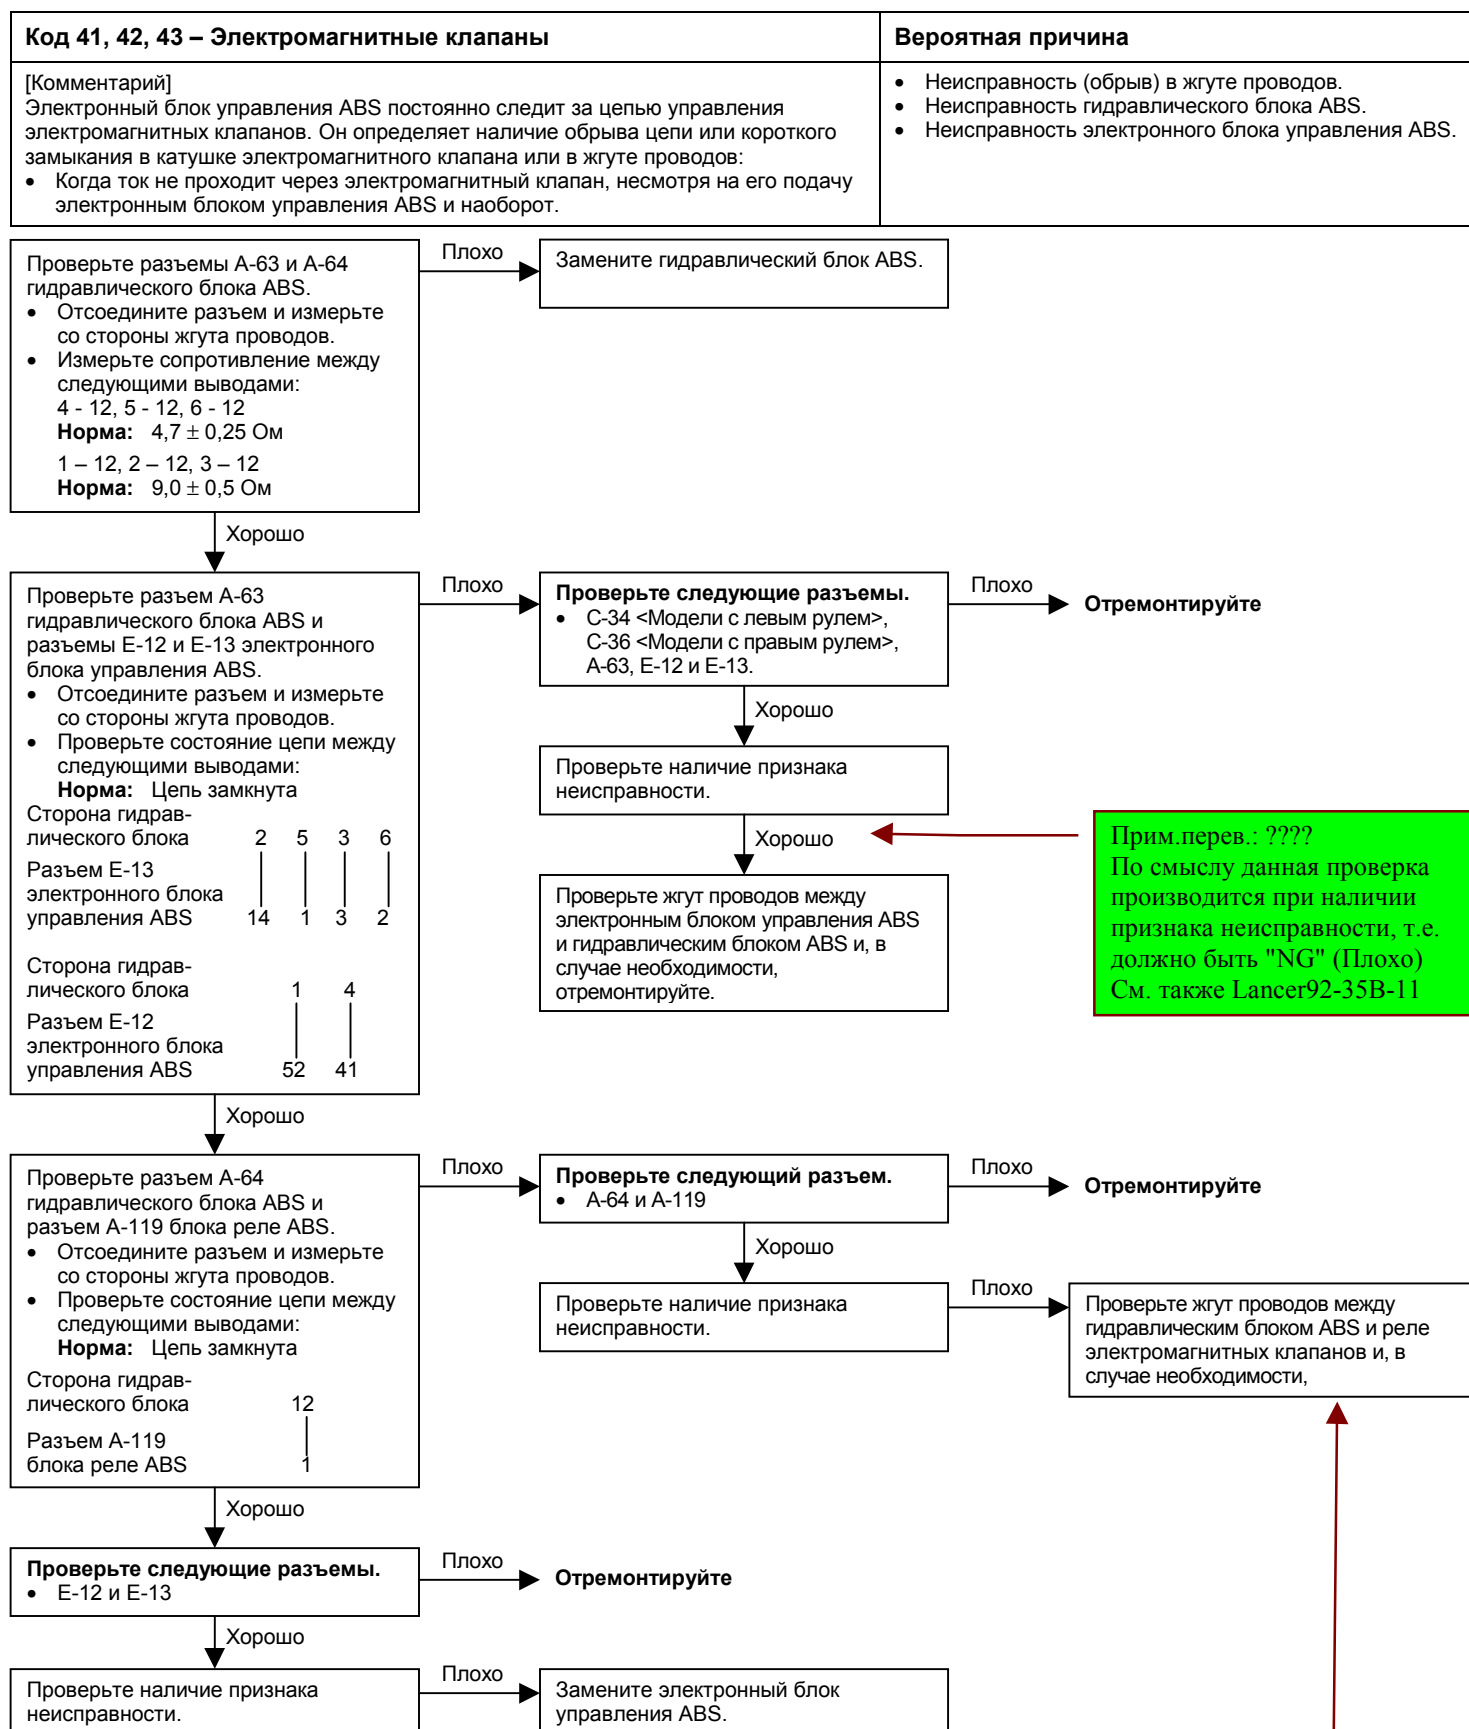 Код 41, 42, 43 – Электромагнитные клапаны
Вероятная причина
[Комментарий]
Электронный блок управления ABS постоянно следит за цепью управления
электромагнитных клапанов. Он определяет наличие обрыва цепи или короткого
замыкания в катушке электромагнитного клапана или в жгуте проводов:
• Когда ток не проходит через электромагнитный клапан, несмотря на его подачу
электронным блоком управления ABS и наоборот.
• Неисправность (обрыв) в жгуте проводов.
• Неисправность гидравлического блока ABS.
• Неисправность электронного блока управления ABS.
Проверьте разъемы А-63 и А-64
гидравлического блока ABS.
• Отсоедините разъем и измерьте
со стороны жгута проводов.
• Измерьте сопротивление между
следующими выводами:
4 - 12, 5 - 12, 6 - 12
Норма: 4,7 ± 0,25 Ом
1 – 12, 2 – 12, 3 – 12
Норма: 9,0 ± 0,5 Ом
Плохо
Замените гидравлический блок ABS.
Хорошо
Проверьте разъем А-63
гидравлического блока ABS и
разъемы Е-12 и Е-13 электронного
блока управления ABS.
• Отсоедините разъем и измерьте
со стороны жгута проводов.
• Проверьте состояние цепи между
следующими выводами:
Норма: Цепь замкнута
Сторона гидрав-
лического блока 2 5 3 6
Разъем Е-13
электронного блока
управления ABS 14 1 3 2
Сторона гидрав-
лического блока 1 4
Разъем Е-12
электронного блока
управления ABS 52 41
Плохо
Проверьте следующие разъемы.
• С-34 <Модели с левым рулем>,
С-36 <Модели с правым рулем>,
А-63, Е-12 и Е-13.
Плохо
Отремонтируйте
Хорошо
Проверьте наличие признака
неисправности.
Хорошо
Проверьте жгут проводов между
электронным блоком управления ABS
и гидравлическим блоком ABS и, в
случае необходимости,
отремонтируйте.
Прим.перев.: ????
По смыслу данная проверка
производится при наличии
признака неисправности, т.е.
должно быть "NG" (Плохо)
См. также Lancer92-35B-11
Хорошо
Проверьте разъем А-64
гидравлического блока ABS и
разъем А-119 блока реле ABS.
• Отсоедините разъем и измерьте
со стороны жгута проводов.
• Проверьте состояние цепи между
следующими выводами:
Норма: Цепь замкнута
Сторона гидрав-
лического блока 12
Разъем А-119
блока реле ABS 1
Плохо
Проверьте следующий разъем.
• А-64 и А-119
Плохо
Отремонтируйте
Хорошо
Проверьте наличие признака
неисправности.
Плохо
Проверьте жгут проводов между
гидравлическим блоком ABS и реле
электромагнитных клапанов и, в
случае необходимости,
Хорошо
Проверьте следующие разъемы.
• Е-12 и Е-13
Плохо
Отремонтируйте
Хорошо
Проверьте наличие признака
неисправности.
Плохо
Замените электронный блок
управления ABS.